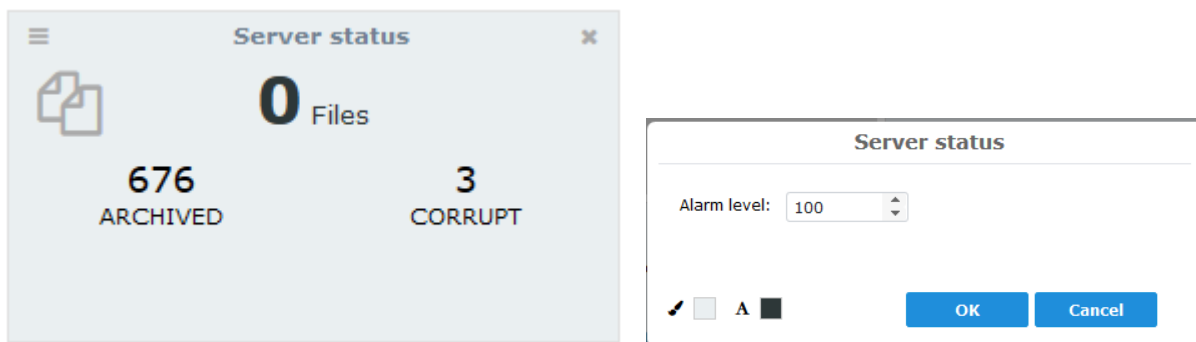 Server status
0 Files
676
ARCHIVED
3
CORRUPT
Server status
Alarm level: 100
A
OK
Cancel